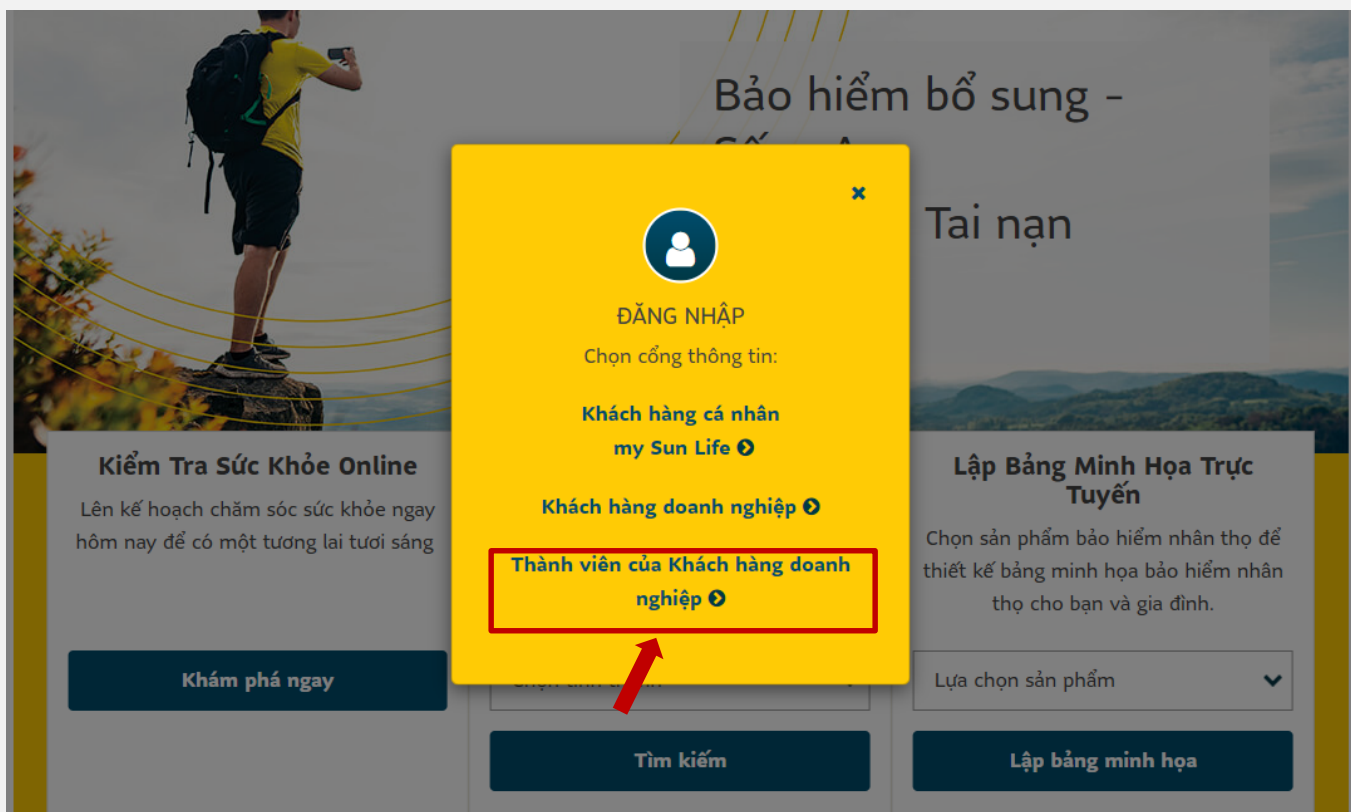 Bảo hiểm bổ sung -
Tai nạn
ĐĂNG NHẬP
Chọn cổng thông tin:
Khách hàng cá nhân
my Sun Life
Khách hàng doanh nghiệp
Thành viên của Khách hàng doanh
nghiệp
Kiểm Tra Sức Khỏe Online
Lên kế hoạch chăm sóc sức khỏe ngay
hôm nay để có một tương lai tươi sáng
Khám phá ngay
Tìm kiếm
Lập Bảng Minh Họa Trực
Tuyến
Chọn sản phẩm bảo hiểm nhân thọ để
thiết kế bảng minh họa bảo hiểm nhân
thọ cho bạn và gia đình.
Lựa chọn sản phẩm
Lập bảng minh họa